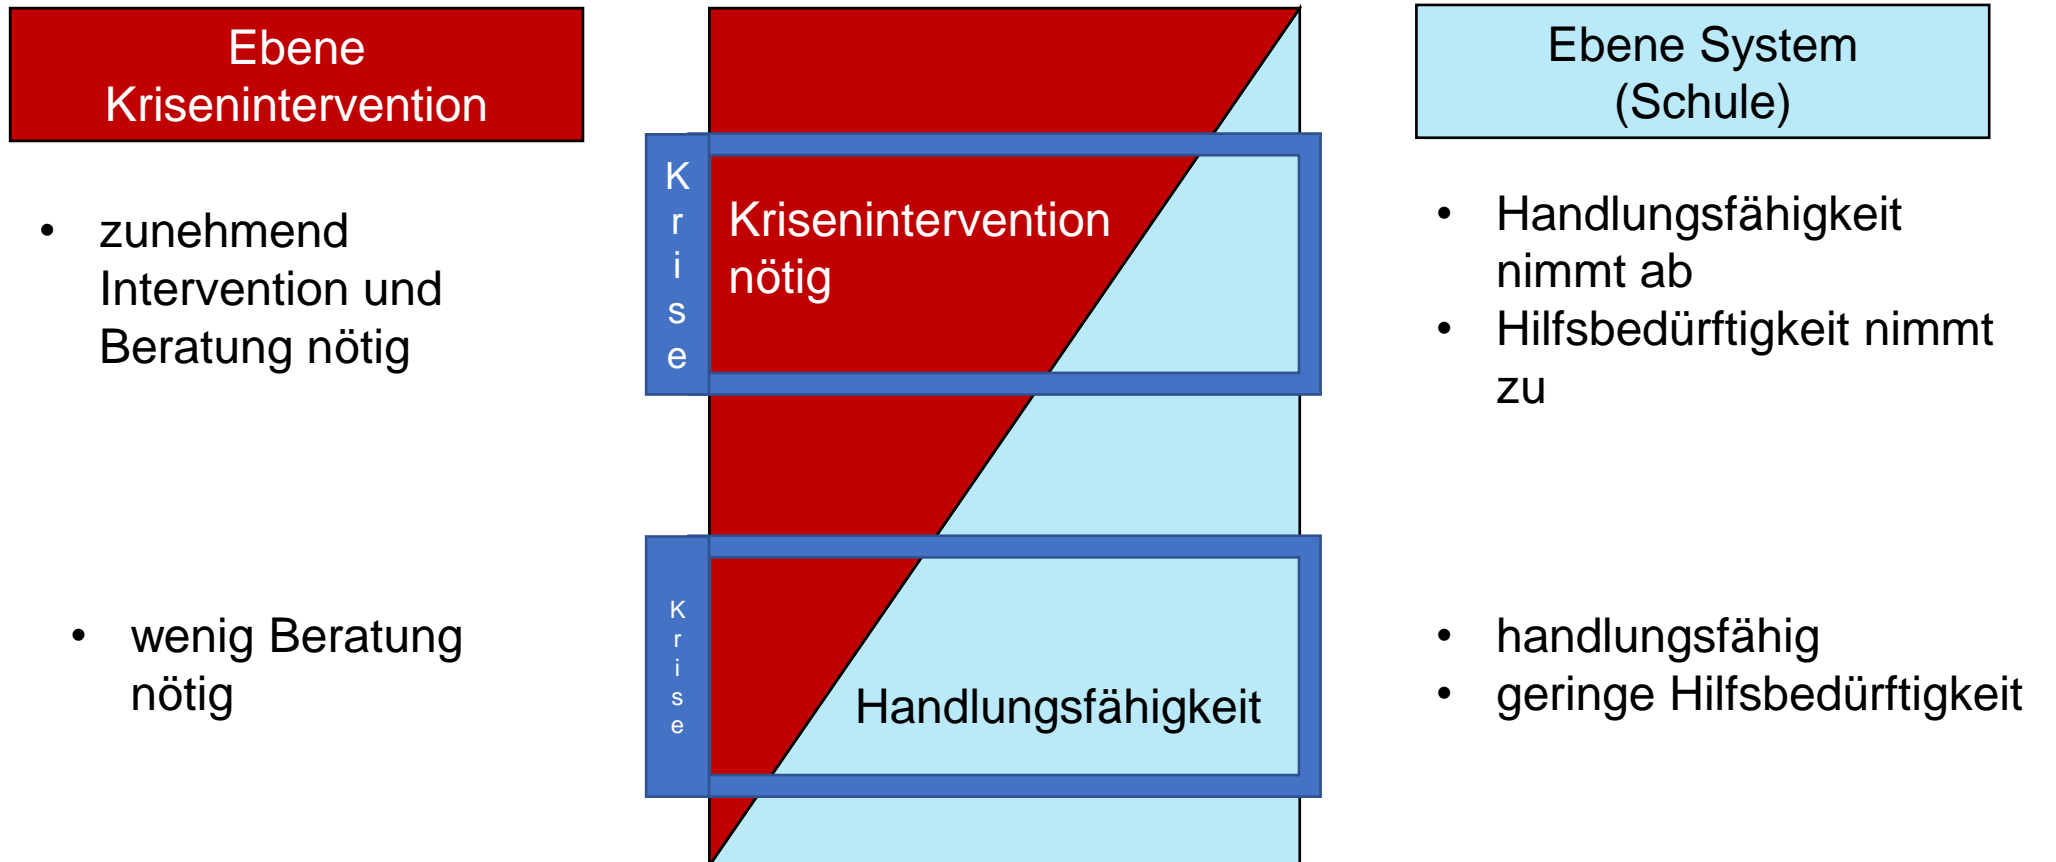 Ebene
Krisenintervention
Ebene System
(Schule)
• zunehmend
Intervention und
Beratung nötig
K
r
i
s
e
Krisenintervention
nötig
• Handlungsfähigkeit
nimmt ab
• Hilfsbedürftigkeit nimmt
zu
• wenig Beratung
nötig
K
r
i
s
e
Handlungsfähigkeit
• handlungsfähig
• geringe Hilfsbedürftigkeit